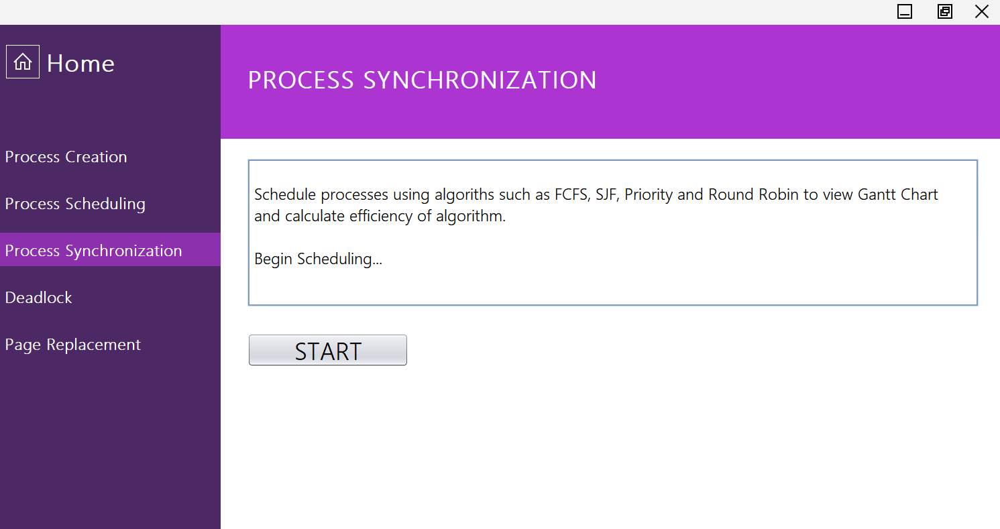 Home
PROCESS SYNCHRONIZATION
Process Creation
Process Scheduling
Process Synchronization
Deadlock
Page Replacement
Schedule processes using algoriths such as FCFS, SJF, Priority and Round Robin to view Gantt Chart
and calculate efficiency of algorithm.
Begin Scheduling...
START